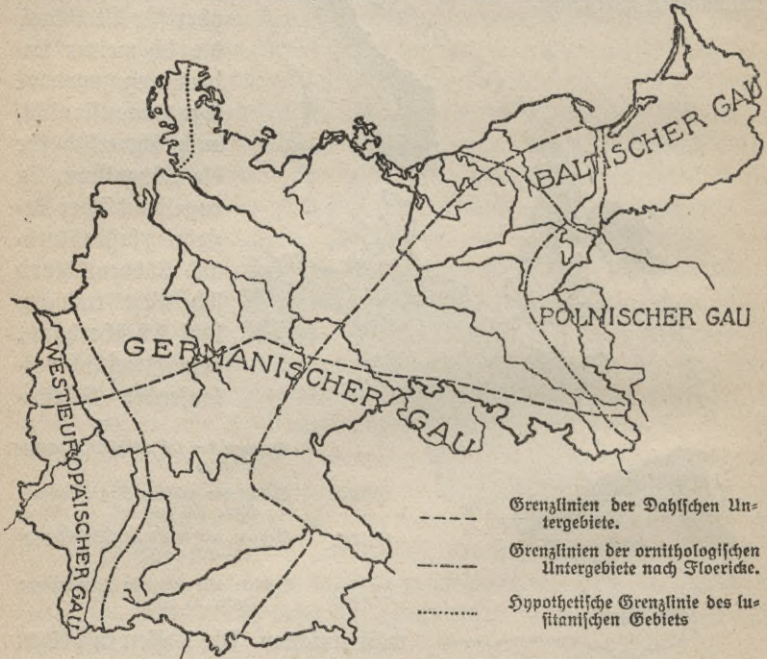 BALTISCHER GAU
POLNISCHER GAU
GERMANISCHER GAU
WESTEUROPÄISCHER GAU
Grenzlinien der Dahlschen Un-
tergebiete.
Grenzlinien der ornithologischen
Untergebiete nach Floericke.
Hypothetische Grenzlinie des lu-
sitanischen Gebiets